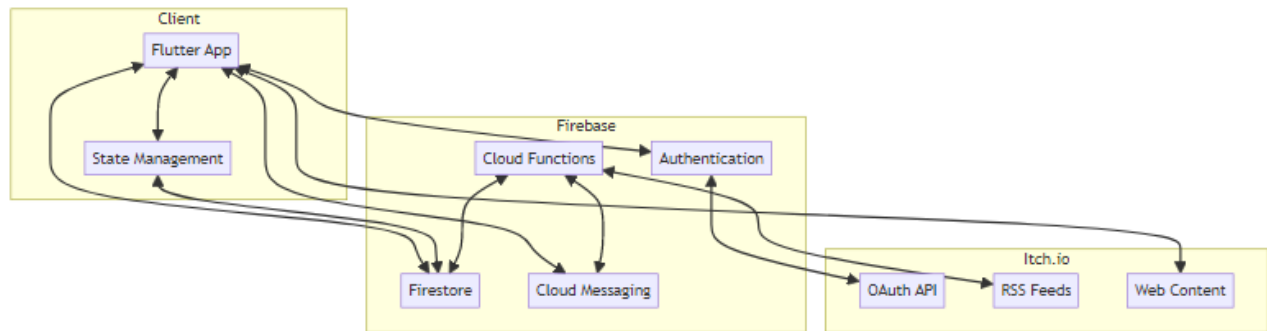 Client
Flutter App
State Management
Firebase
Cloud Functions
Authentication
Firestore
Cloud Messaging
Itch.io
OAuth API
RSS Feeds
Web Content